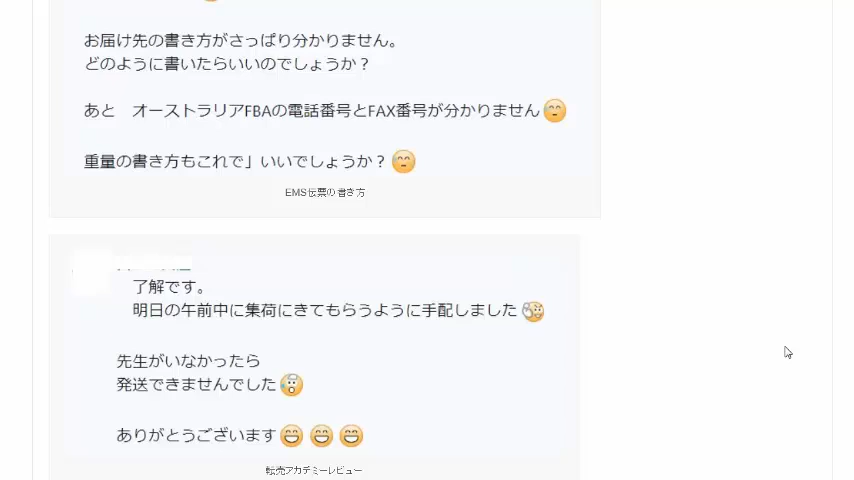 お届け先の書き方がさっぱり分かりません。
どのように書いたらいいのでしょうか？
あと　オーストラリアFBAの電話番号とFAX番号が分かりません
重量の書き方もこれで」いいでしょうか？
EMS伝票の書き方
了解です。
明日の午前中に集荷にきてもらうように手配しました
先生がいなかったら
発送できませんでした
ありがとうございます
転売アカデミーレビュー